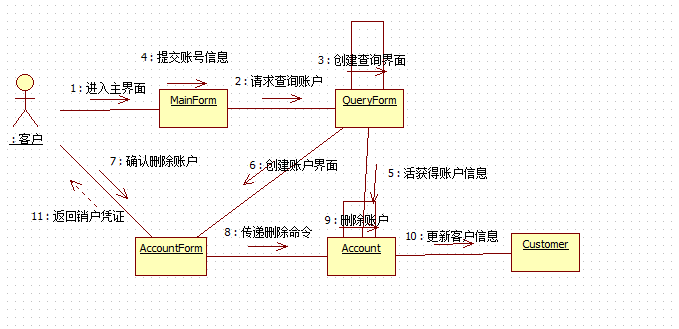 4 : 提交账号信息
3 : 创建查询界面
1 : 进入主界面
2 : 请求查询账户
MainForm
QueryForm
: 客户
7 : 确认删除账户
6 : 创建账户界面
5 : 活获得账户信息
11 : 返回销户凭证
9 : 删除账户
8 : 传递删除命令
10 : 更新客户信息
AccountForm
Account
Customer